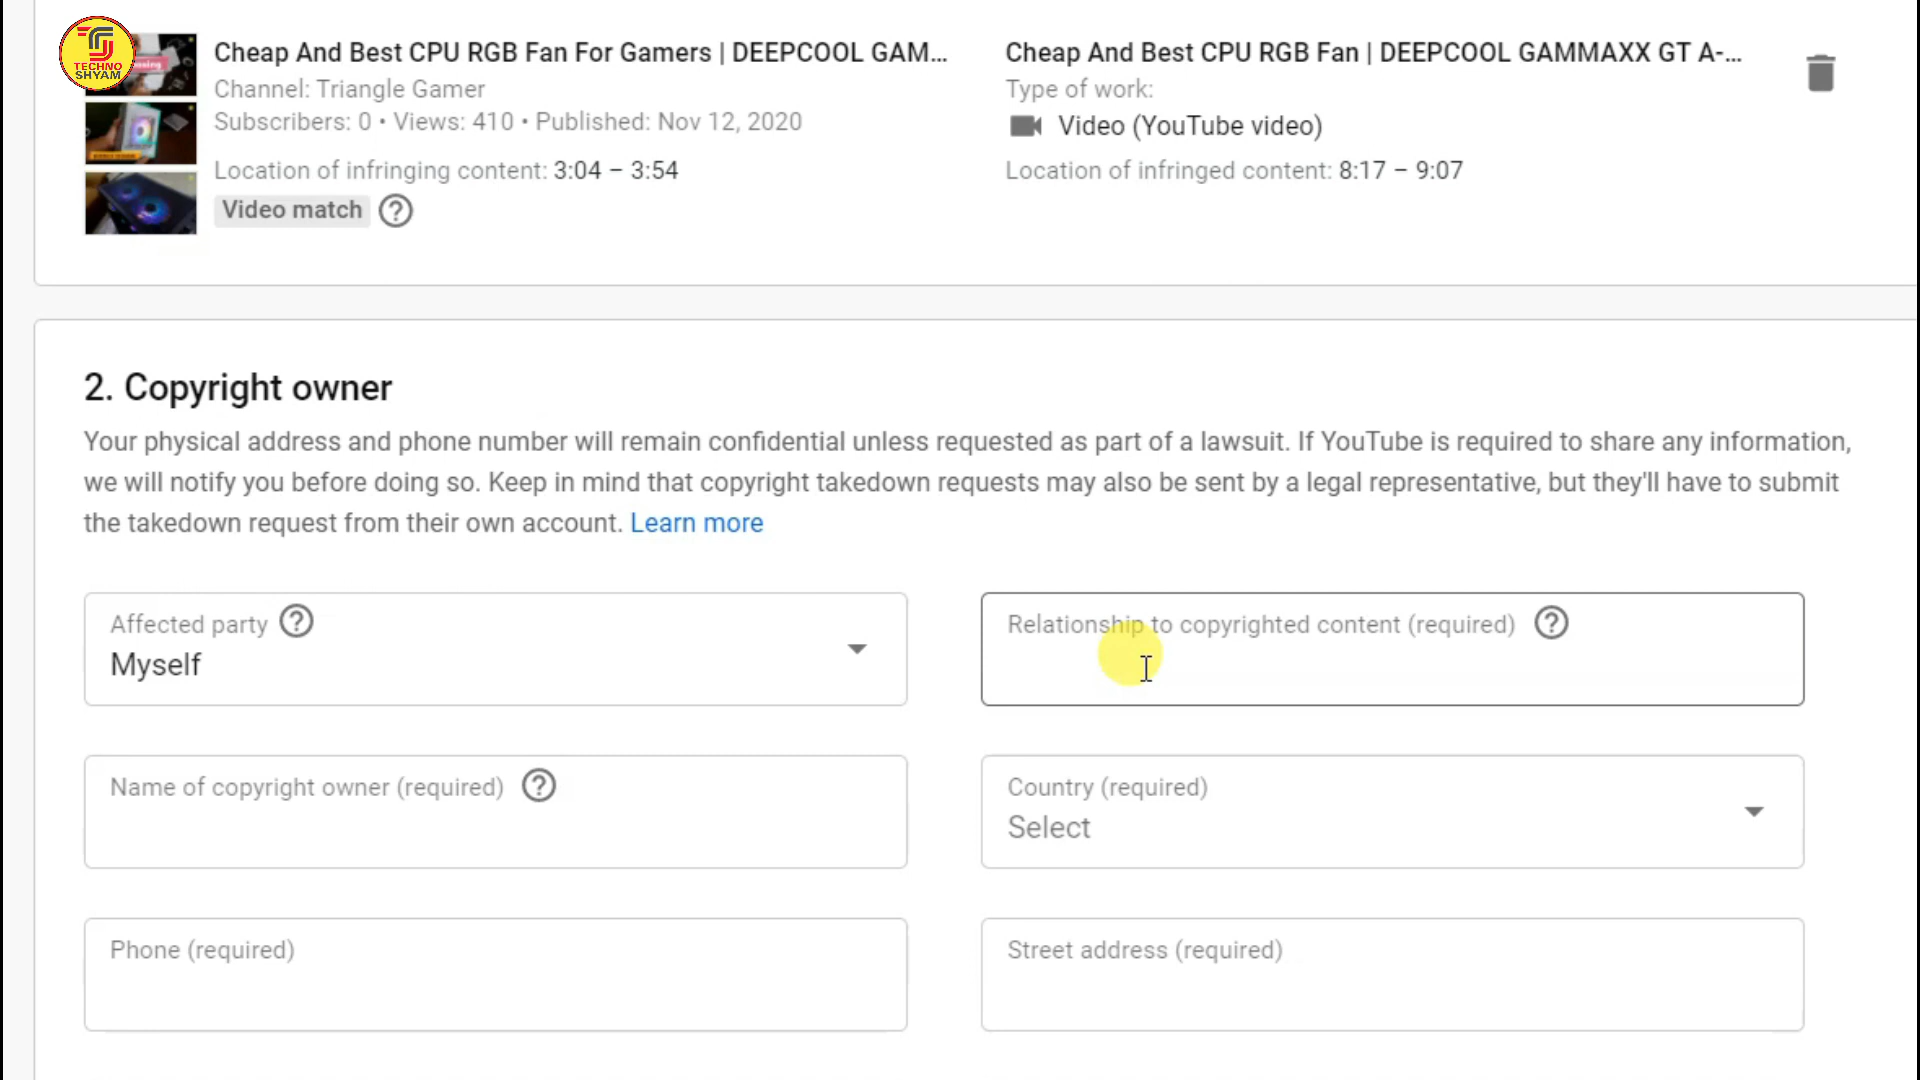 TECHNO
SHYAM
Cheap And Best CPU RGB Fan For Gamers | DEEPCOOL GAM...
Channel: Triangle Gamer
Subscribers: 0 • Views: 410 • Published: Nov 12, 2020
Location of infringing content: 3:04 – 3:54
Video match
Cheap And Best CPU RGB Fan | DEEPCOOL GAMMAXX GT A-...
Type of work:
Video (YouTube video)
Location of infringed content: 8:17 – 9:07
2. Copyright owner
Your physical address and phone number will remain confidential unless requested as part of a lawsuit. If YouTube is required to share any information,
we will notify you before doing so. Keep in mind that copyright takedown requests may also be sent by a legal representative, but they'll have to submit
the takedown request from their own account. Learn more
Affected party
Myself
Relationship to copyrighted content (required)
Name of copyright owner (required)
Country (required)
Select
Phone (required)
Street address (required)